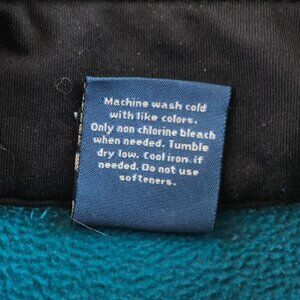 Machine wash cold
with like colors.
Only non chlorine bleach
when needed. Tumble
dry low. Cool iron if
needed. Do not use
softeners.